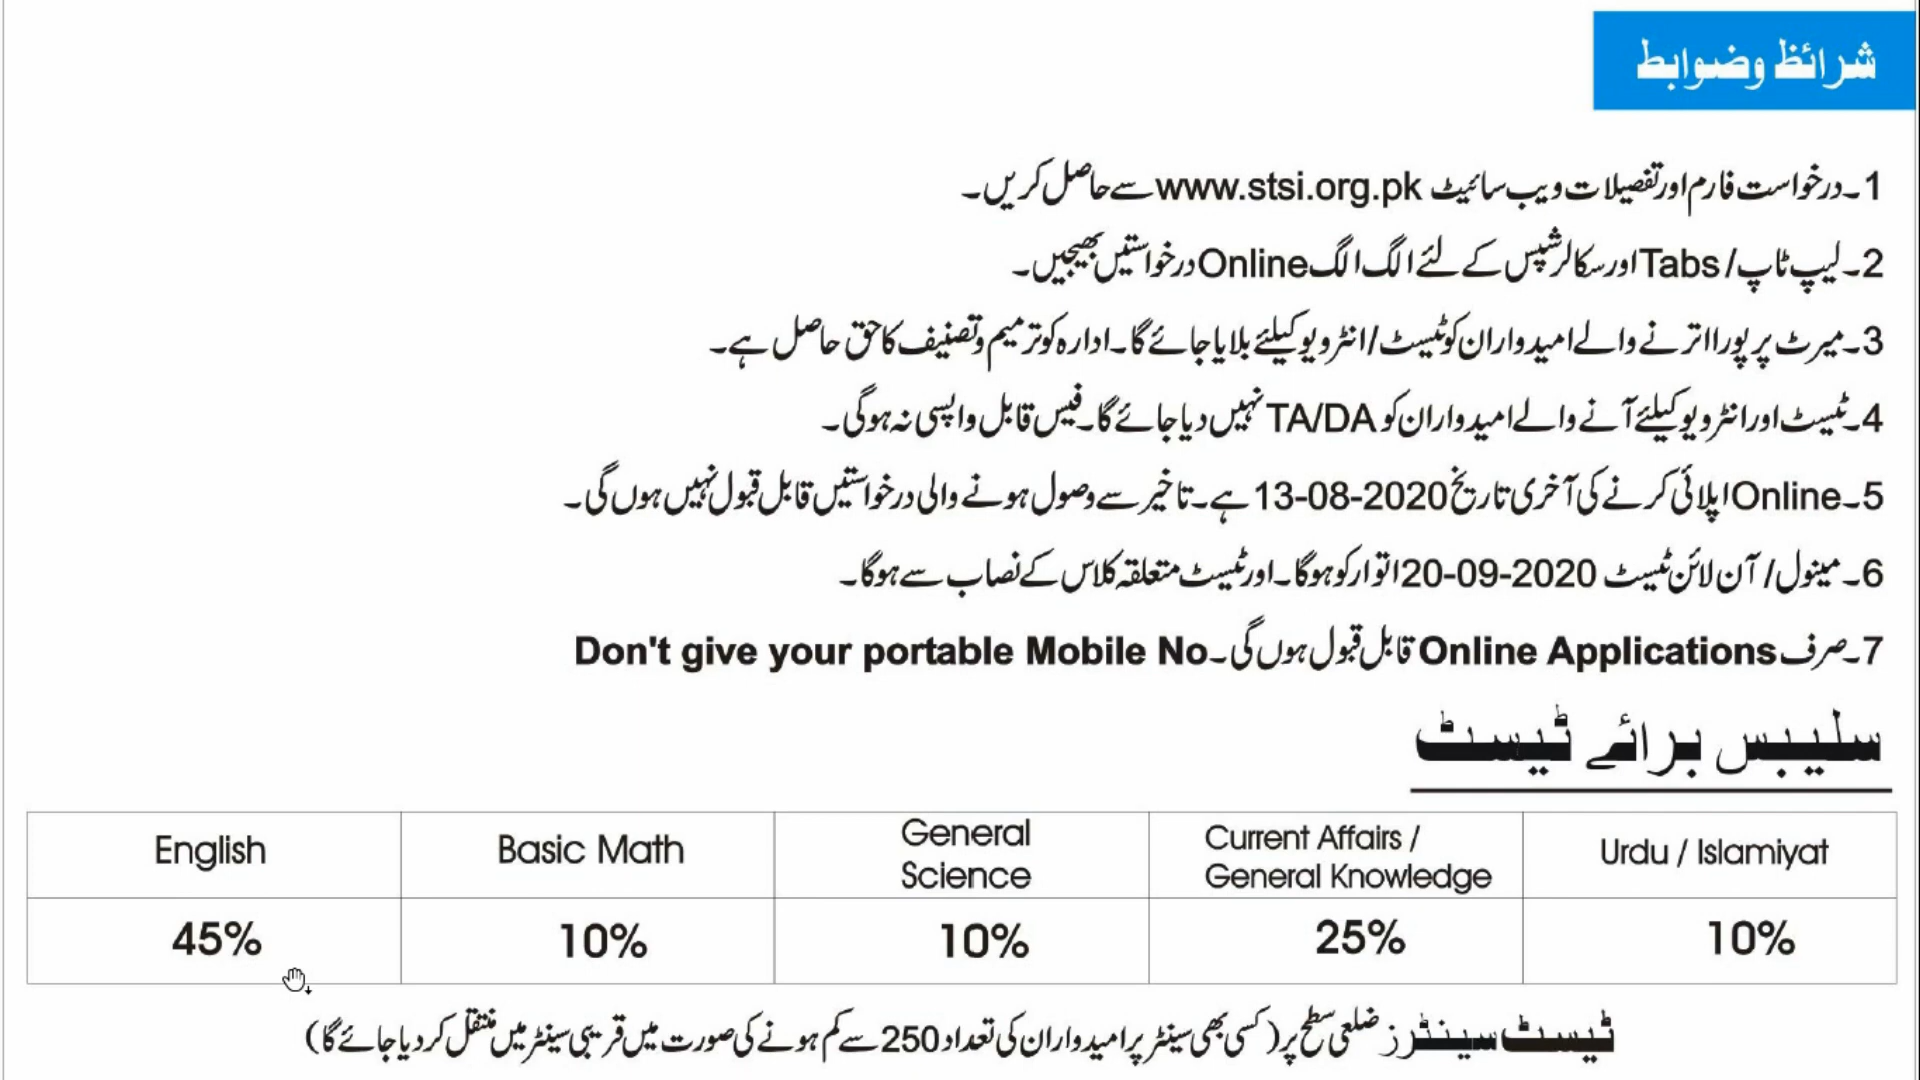 شرائظ وضوابط
1۔درخواست فارم اور تفصیلات ویب سائیٹ www.stsi.org.pk سے حاصل کریں۔
2۔لیپ ٹاپ/ Tabs اور سکالرشپس کے لئے الگ الگ Online درخواستیں بھیجیں۔
3۔میرٹ پر پورا اترنے والے امیدواران کو ٹیسٹ/انٹرویو کیلئے بلایا جائے گا۔ادارہ کو ترمیم و تصنیف کا حق حاصل ہے۔
4۔ٹیسٹ اور انٹرویو کیلئے آنے والے امیدواران کو TA/DA نہیں دیا جائے گا۔فیس قابل واپسی نہ ہوگی۔
5۔Online اپلائی کرنے کی آخری تاریخ 13-08-2020 ہے۔تاخیر سے وصول ہونے والی درخواستیں قابل قبول نہیں ہوں گی۔
6۔مینول/ آن لائن ٹیسٹ 20-09-2020 اتوار کو ہوگا۔اور ٹیسٹ متعلقہ کلاس کے نصاب سے ہوگا۔
7۔صرف Online Applications قابل قبول ہوں گی۔Don't give your portable Mobile No
سلیبس برائے ٹیسٹ
English Basic Math General Science Current Affairs / General Knowledge Urdu / Islamiyat
45% 10% 10% 25% 10%
ٹیسٹ سینٹرز ضلعی سطح پر (کسی بھی سینٹر پر امیدواران کی تعداد 250 سے کم ہونے کی صورت میں قریبی سینٹر میں منتقل کر دیا جائے گا)